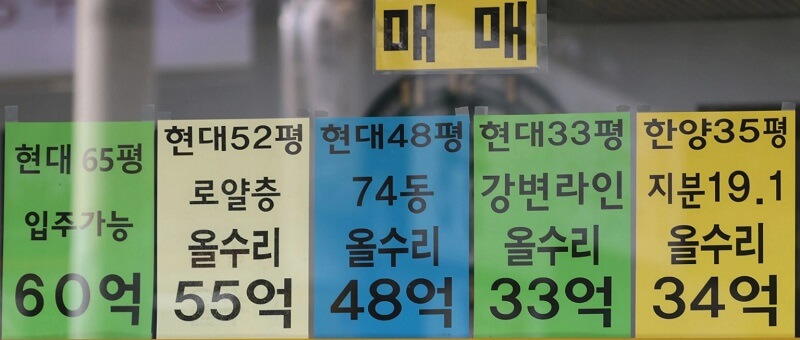 매매
현대 65평
입주가능
60억
현대52평
로얄층
올수리
55억
현대48평
74동
올수리
48억
현대33평
강변라인
올수리
33억
한양35평
지분19.1
올수리
34억